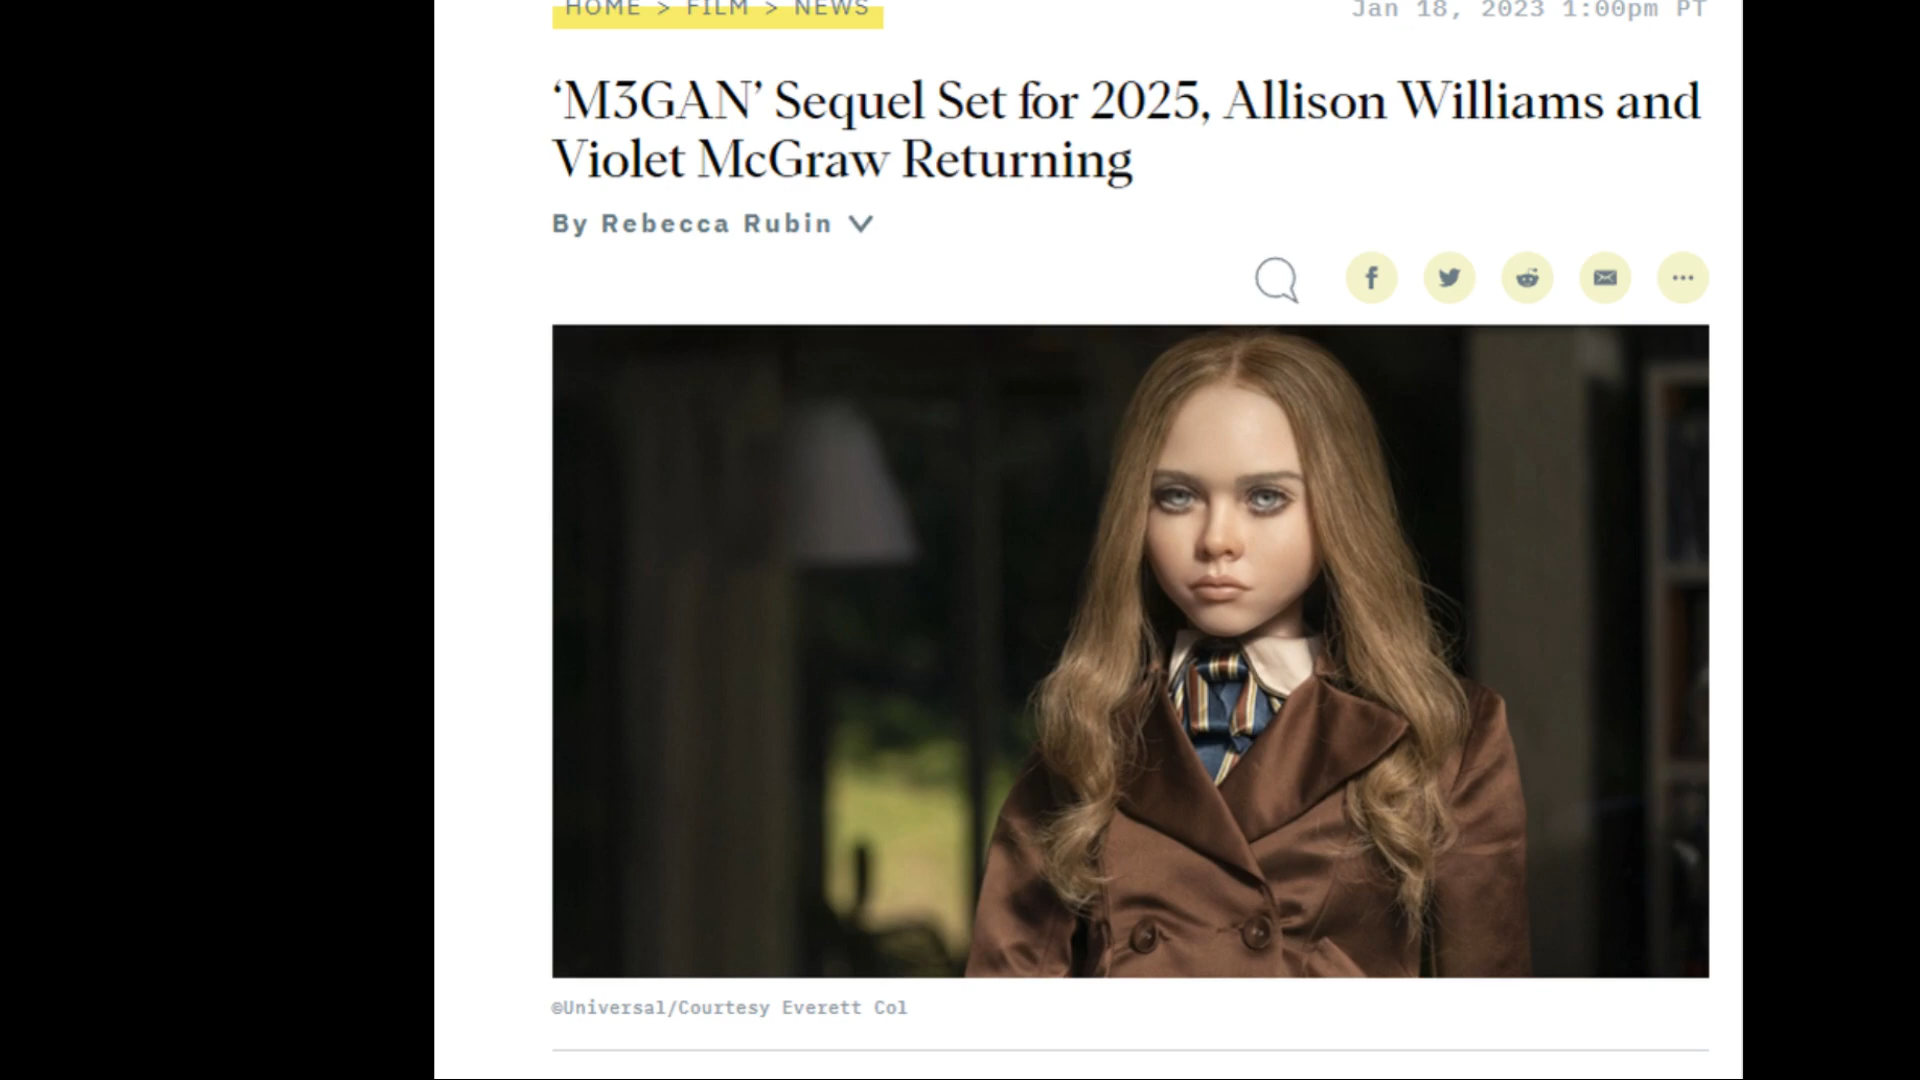 HOME > FILM > NEWS
Jan 18, 2023 1:00pm PT
‘M3GAN’ Sequel Set for 2025, Allison Williams and
Violet McGraw Returning
By Rebecca Rubin
©Universal/Courtesy Everett Col